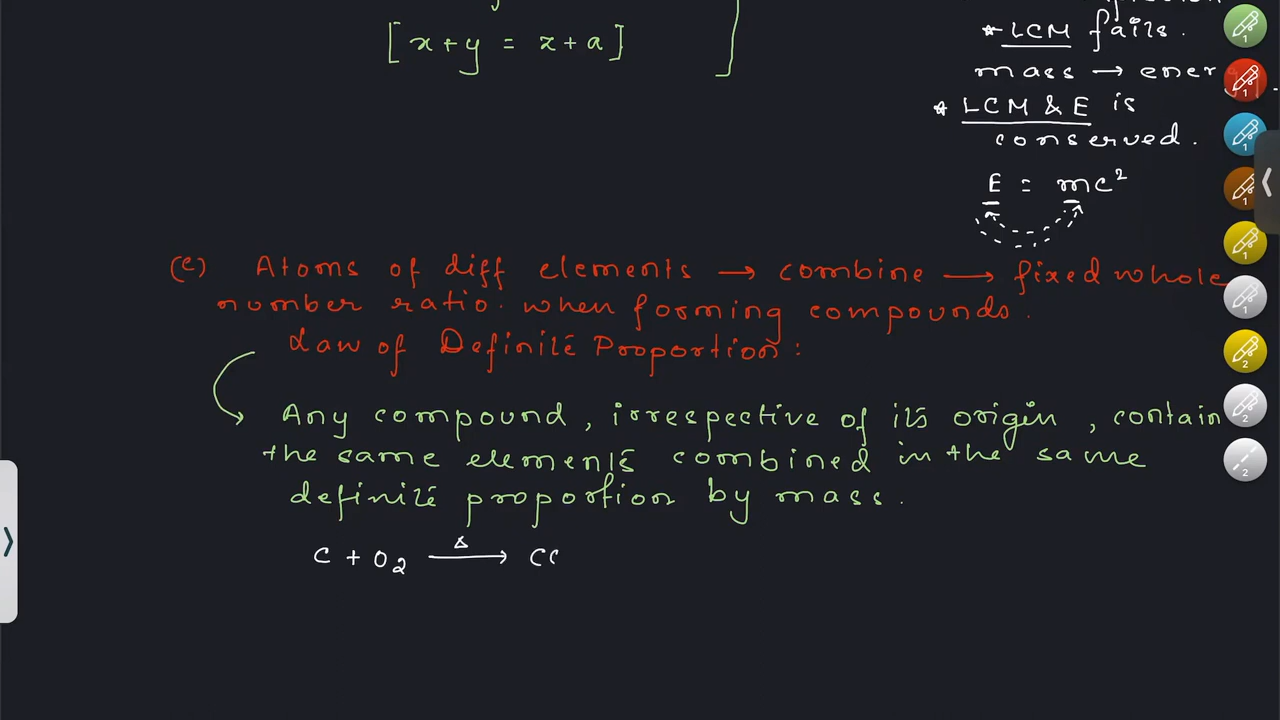 [x+y = z+a]
* LCM fails.
mass → energy.
* LCM & E is
conserved.
E = mc²
(c) Atoms of diff elements → combine → fixed whole
number ratio. when forming compounds.
Law of Definite Proportion:
Any compound, irrespective of its origin, contain
the same elements combined in the same
definite proportion by mass.
C + O₂ —Δ→ CC